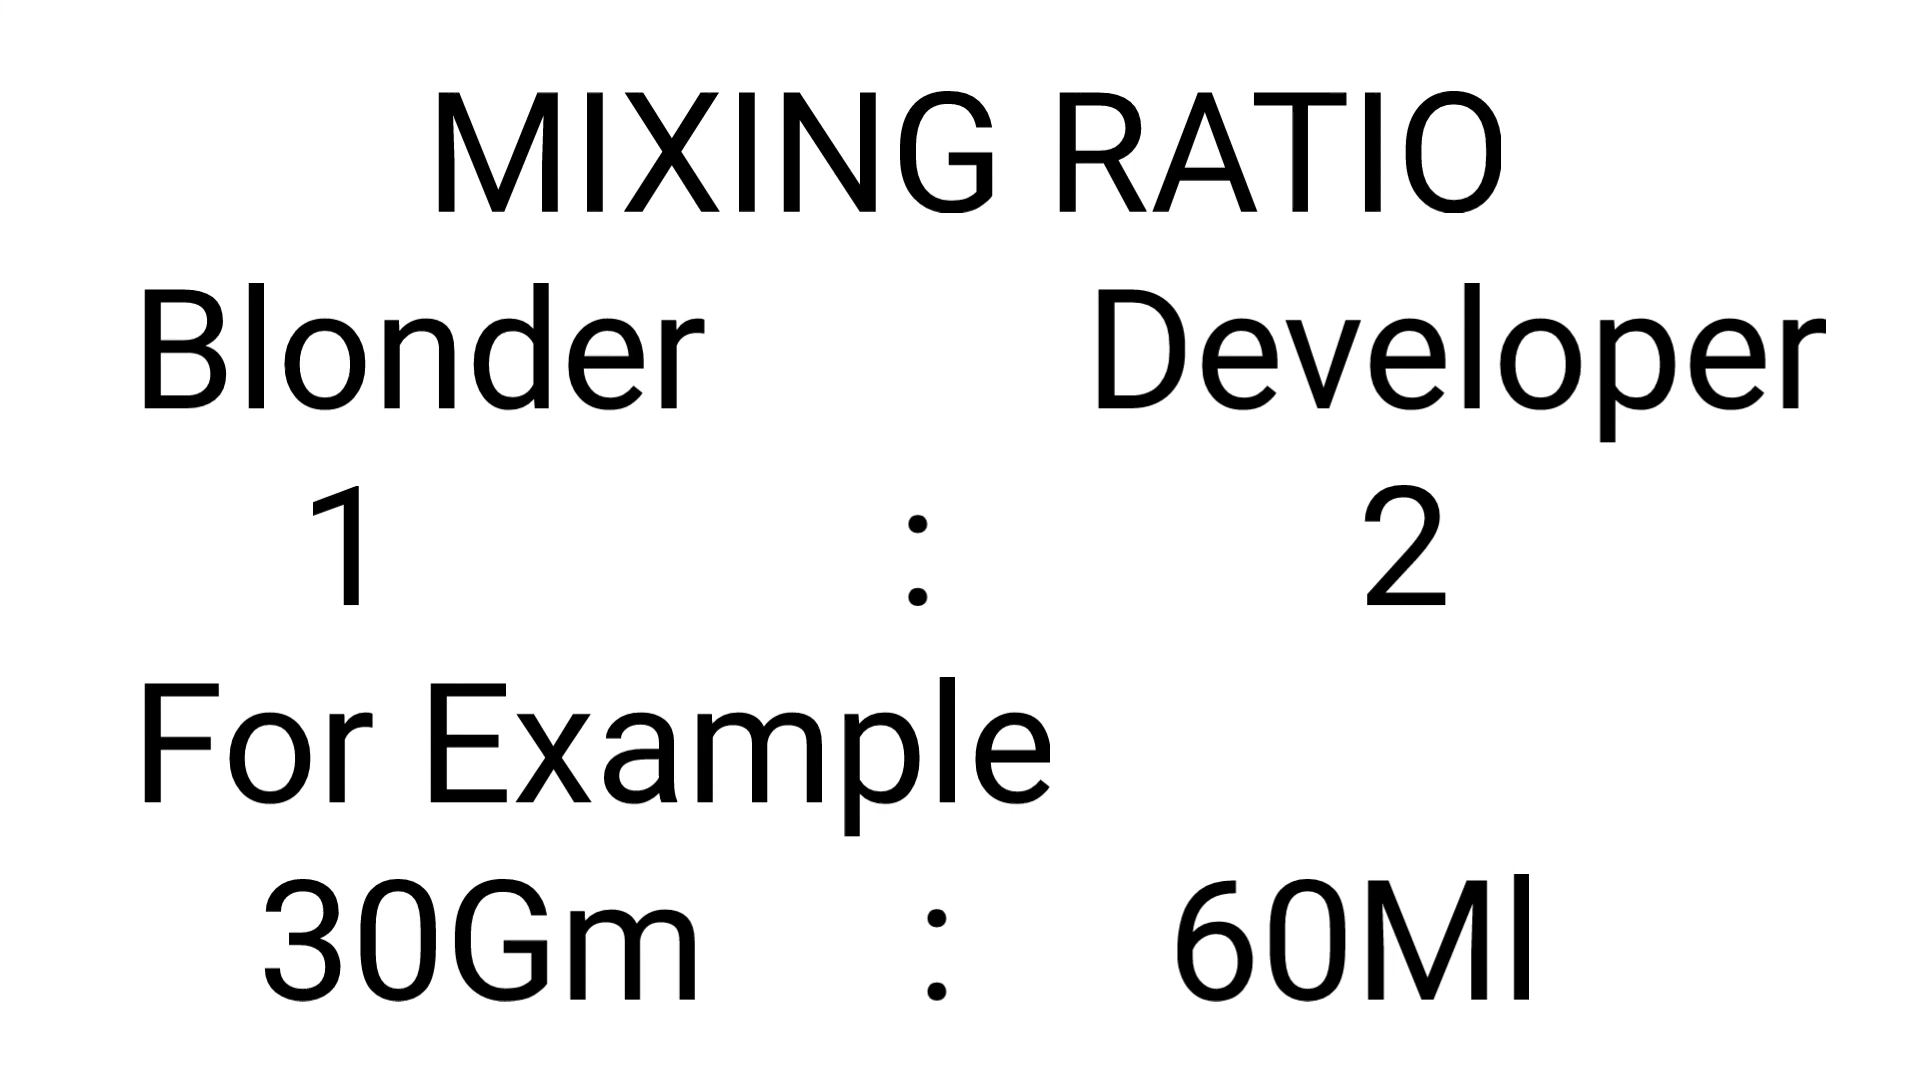 MIXING RATIO
Blonder Developer
1 : 2
For Example
30Gm : 60Ml